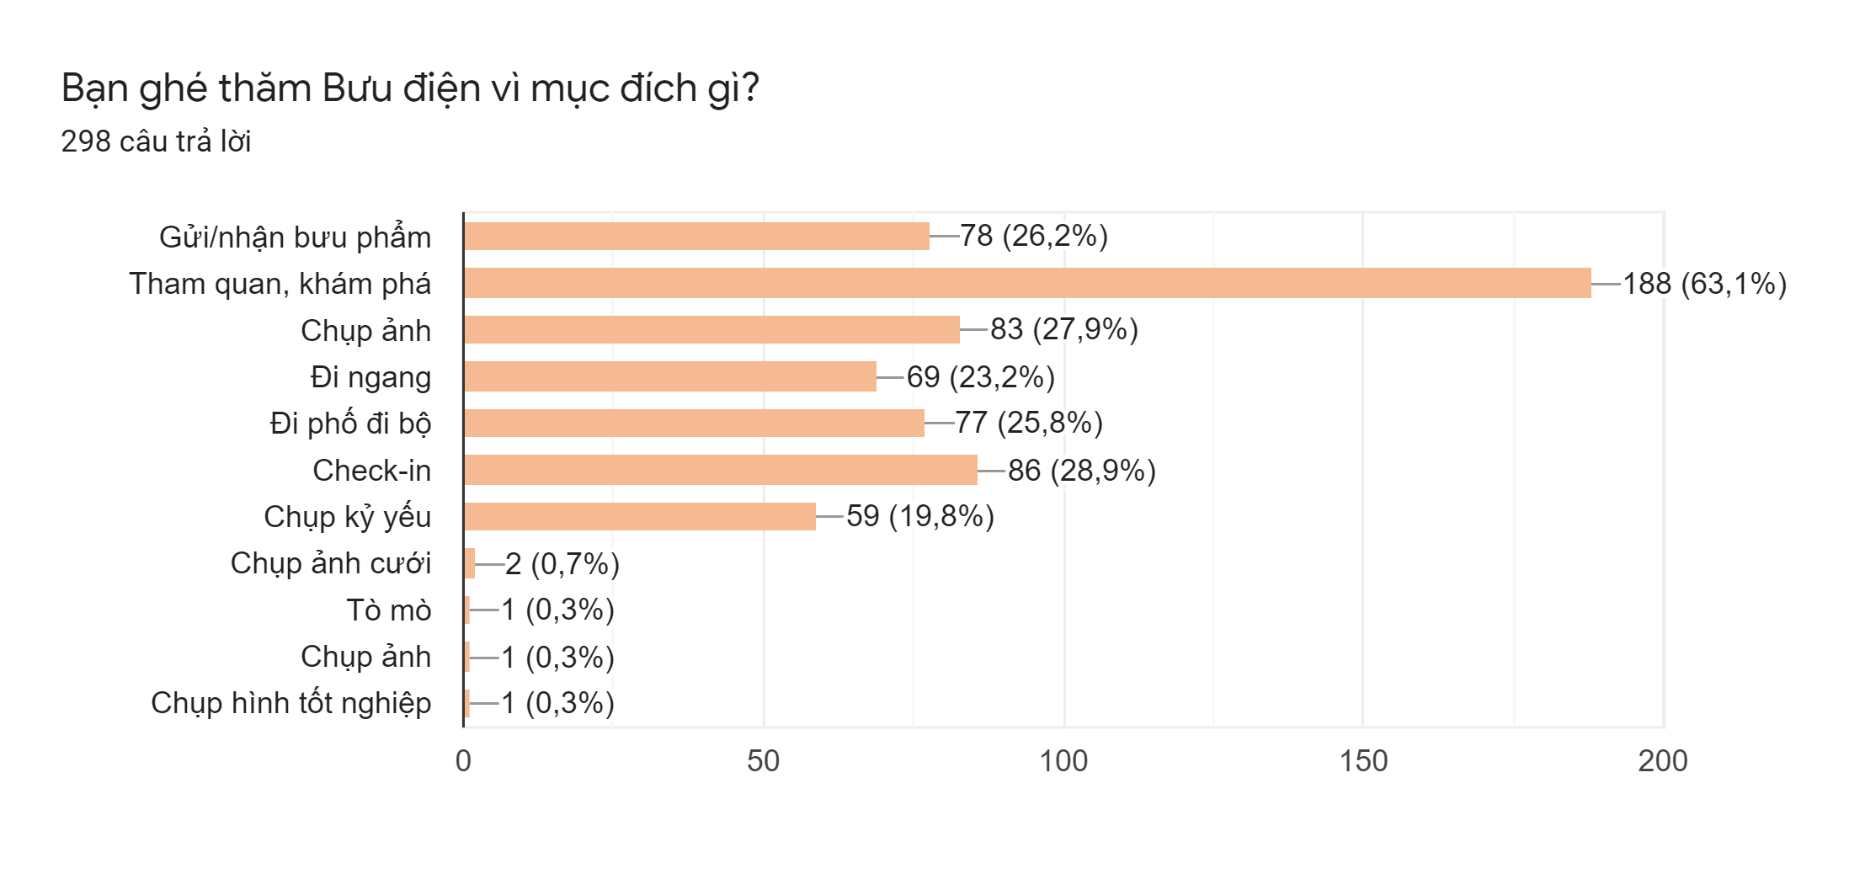 Bạn ghé thăm Bưu điện vì mục đích gì?
298 câu trả lời
Gửi/nhận bưu phẩm 78 (26,2%)
Tham quan, khám phá 188 (63,1%)
Chụp ảnh 83 (27,9%)
Đi ngang 69 (23,2%)
Đi phố đi bộ 77 (25,8%)
Check-in 86 (28,9%)
Chụp kỷ yếu 59 (19,8%)
Chụp ảnh cưới 2 (0,7%)
Tò mò 1 (0,3%)
Chụp ảnh 1 (0,3%)
Chụp hình tốt nghiệp 1 (0,3%)
0 50 100 150 200